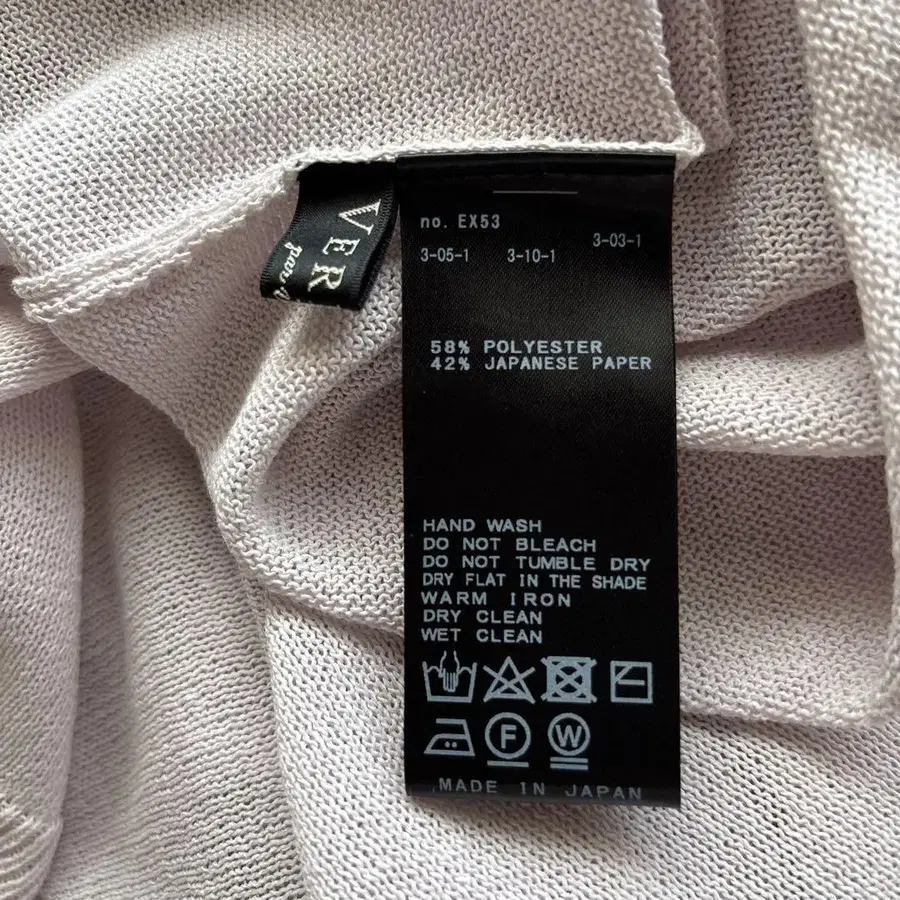 VER
no. EX53
3-05-1 3-10-1 3-03-1
58% POLYESTER
42% JAPANESE PAPER
HAND WASH
DO NOT BLEACH
DO NOT TUMBLE DRY
DRY FLAT IN THE SHADE
WARM IRON
DRY CLEAN
WET CLEAN
F W
MADE IN JAPAN